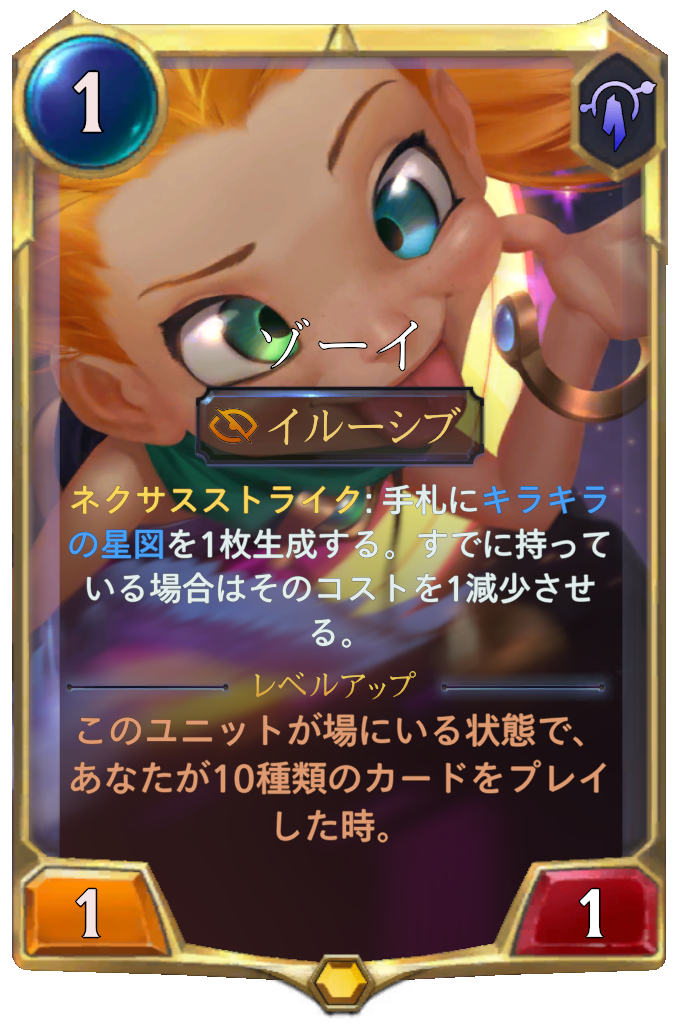 1
ゾーイ
イルーシブ
ネクサスストライク: 手札にキラキラ
の星図を1枚生成する。すでに持って
いる場合はそのコストを1減少させ
る。
レベルアップ
このユニットが場にいる状態で、
あなたが10種類のカードをプレイ
した時。
1
1